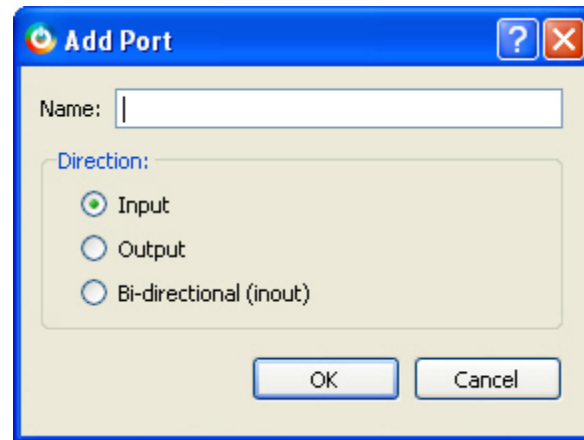 Add Port
?
Name:
Direction:
Input
Output
Bi-directional (inout)
OK Cancel